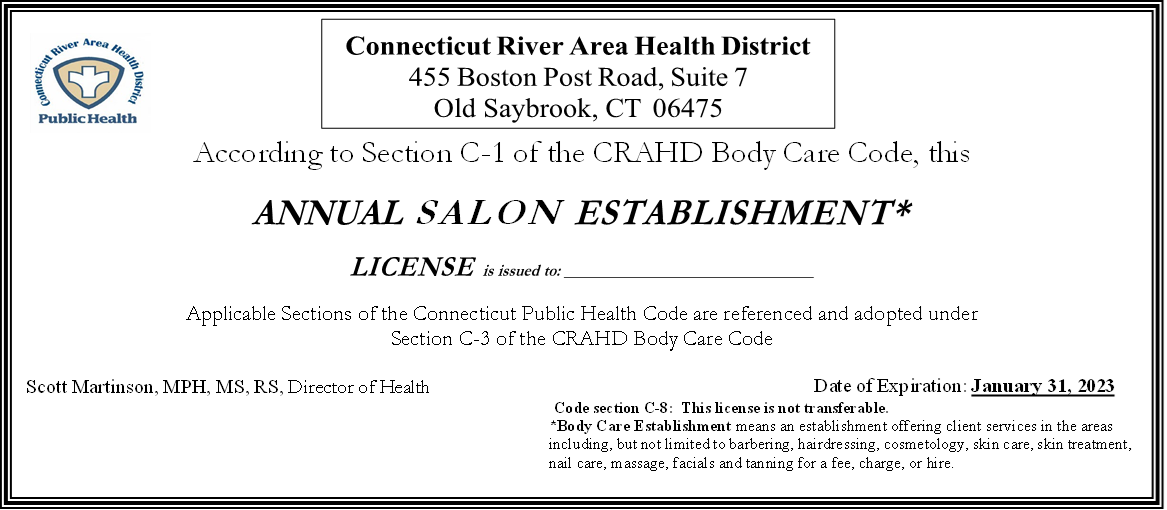 Connecticut River Area Health District
Public Health
Connecticut River Area Health District
455 Boston Post Road, Suite 7
Old Saybrook, CT 06475
According to Section C-1 of the CRAHD Body Care Code, this
ANNUAL SALON ESTABLISHMENT*
LICENSE is issued to: ______________________________
Applicable Sections of the Connecticut Public Health Code are referenced and adopted under
Section C-3 of the CRAHD Body Care Code
Scott Martinson, MPH, MS, RS, Director of Health
Date of Expiration: January 31, 2023
Code section C-8: This license is not transferable.
*Body Care Establishment means an establishment offering client services in the areas
including, but not limited to barbering, hairdressing, cosmetology, skin care, skin treatment,
nail care, massage, facials and tanning for a fee, charge, or hire.